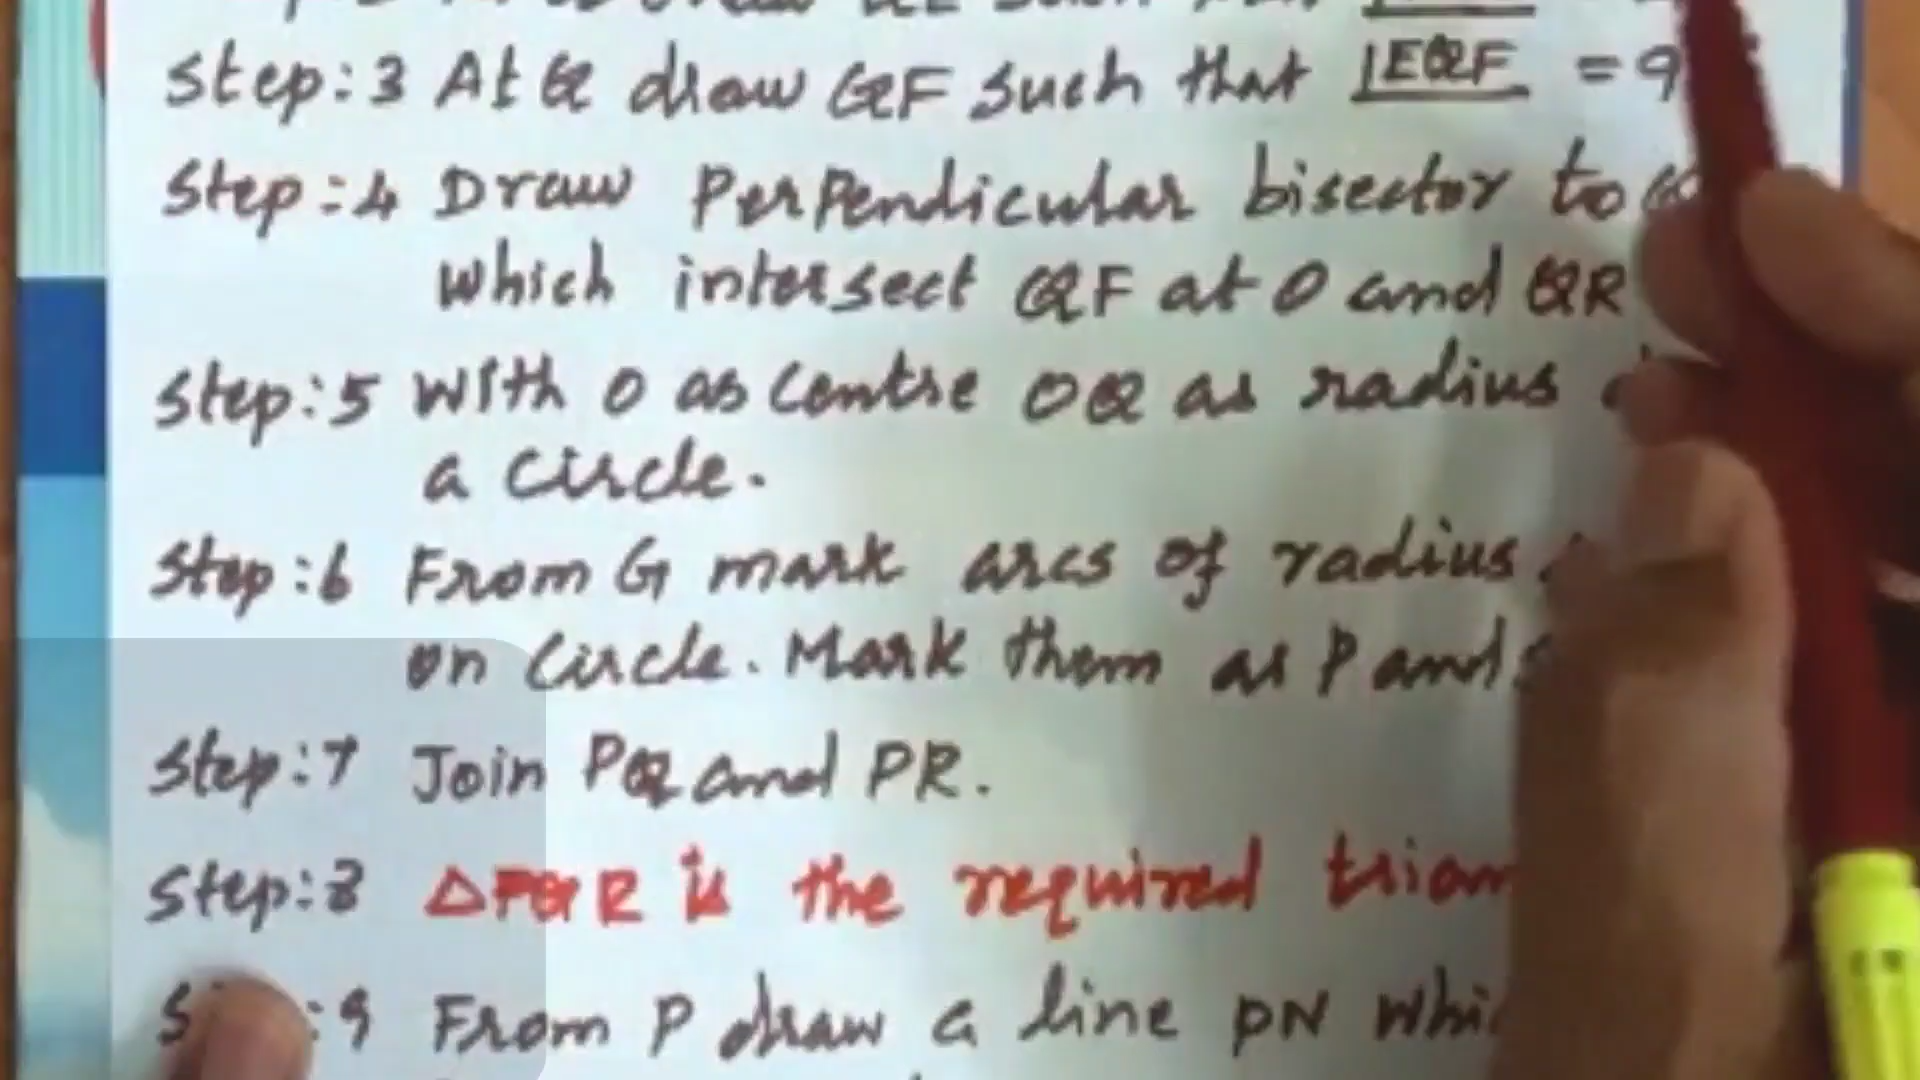 Step:3 At Q draw QF such that ∠EQF = 9
Step:4 Draw Perpendicular bisector to
which intersect QF at O and QR
Step:5 With O as Centre OQ as radius
a Circle.
Step:6 From G mark arcs of radius
on Circle. Mark them as P and S
Step:7 Join PQ and PR.
Step:8 ΔPQR is the required
:9 From P draw a line PN